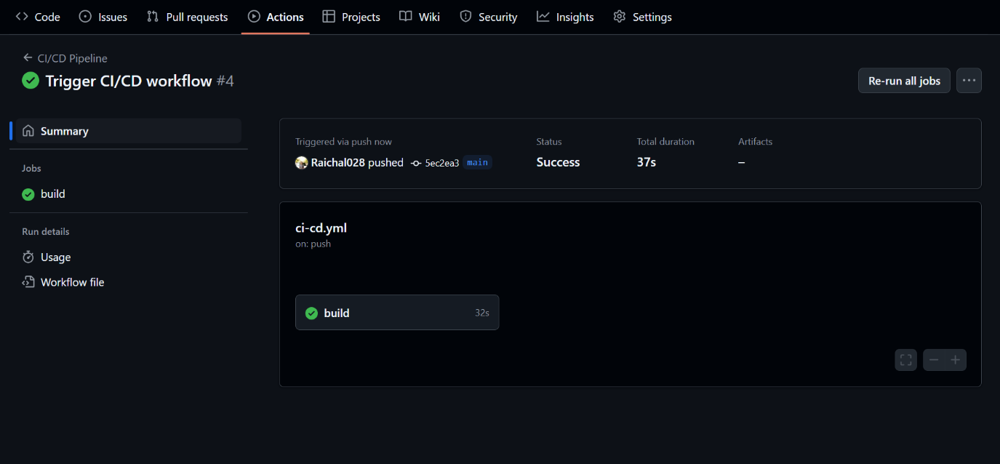 Code Issues Pull requests Actions Projects Wiki Security Insights Settings
CI/CD Pipeline
Trigger CI/CD workflow #4
Re-run all jobs
Summary
Jobs
build
Run details
Usage
Workflow file
Triggered via push now
Raichal028 pushed 5ec2ea3 main
Status
Success
Total duration
37s
Artifacts
–
ci-cd.yml
on: push
build 32s